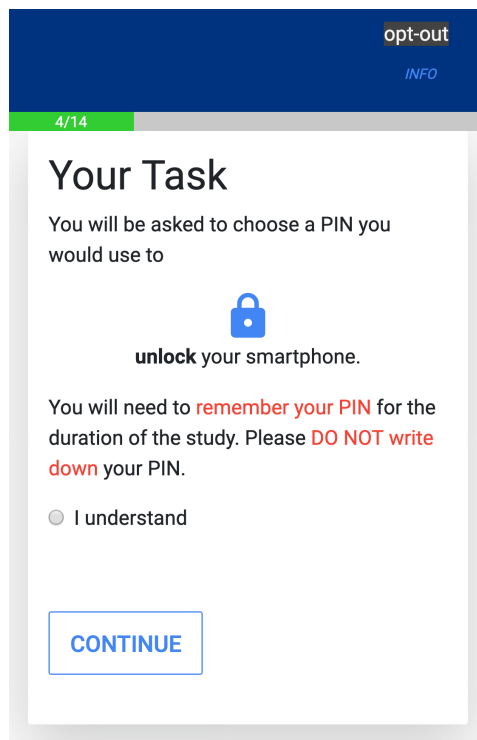 opt-out
INFO
4/14
Your Task
You will be asked to choose a PIN you
would use to
unlock your smartphone.
You will need to remember your PIN for the
duration of the study. Please DO NOT write
down your PIN.
I understand
CONTINUE